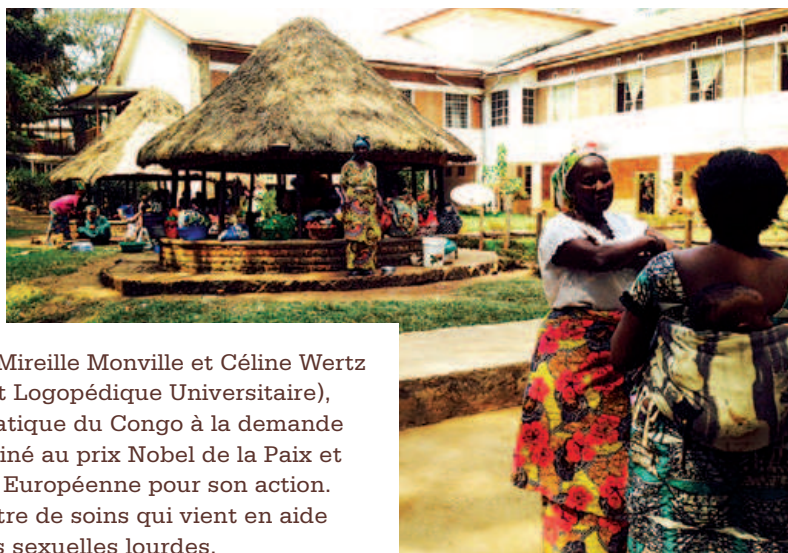 Mireille Monville et Céline Wertz
t Logopédique Universitaire),
atique du Congo à la demande
iné au prix Nobel de la Paix et
Européenne pour son action.
tre de soins qui vient en aide
s sexuelles lourdes.